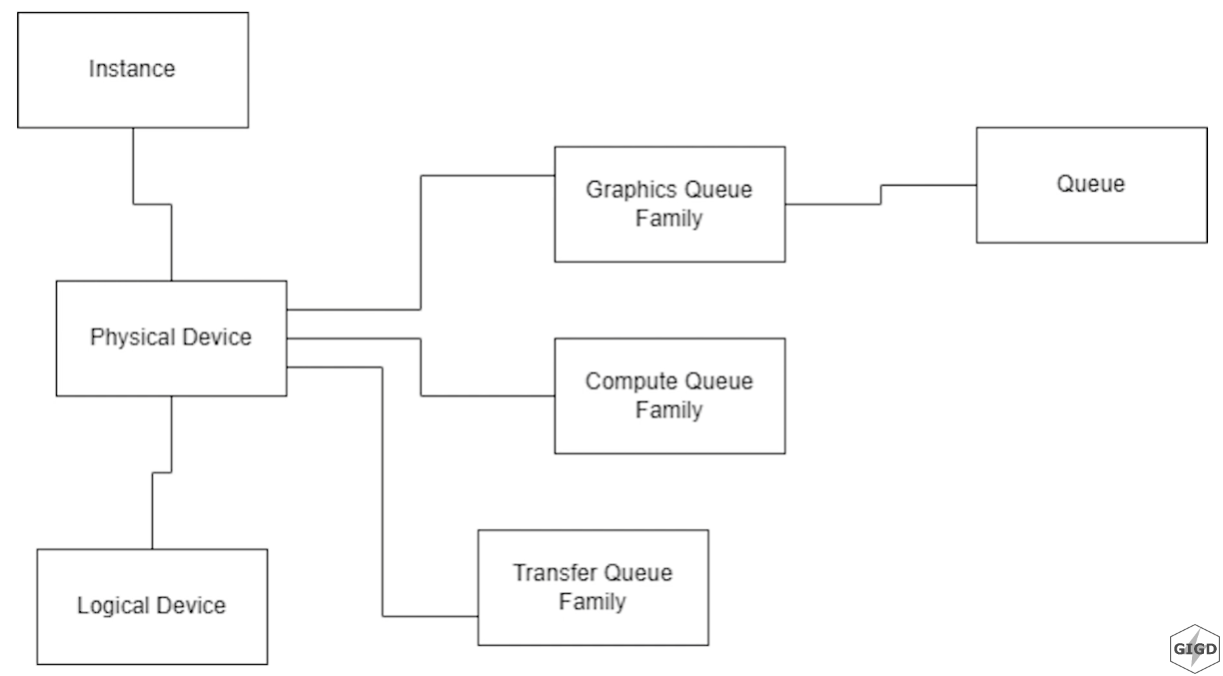 Instance
Graphics Queue
Family
Queue
Physical Device
Compute Queue
Family
Transfer Queue
Family
Logical Device
GIGD